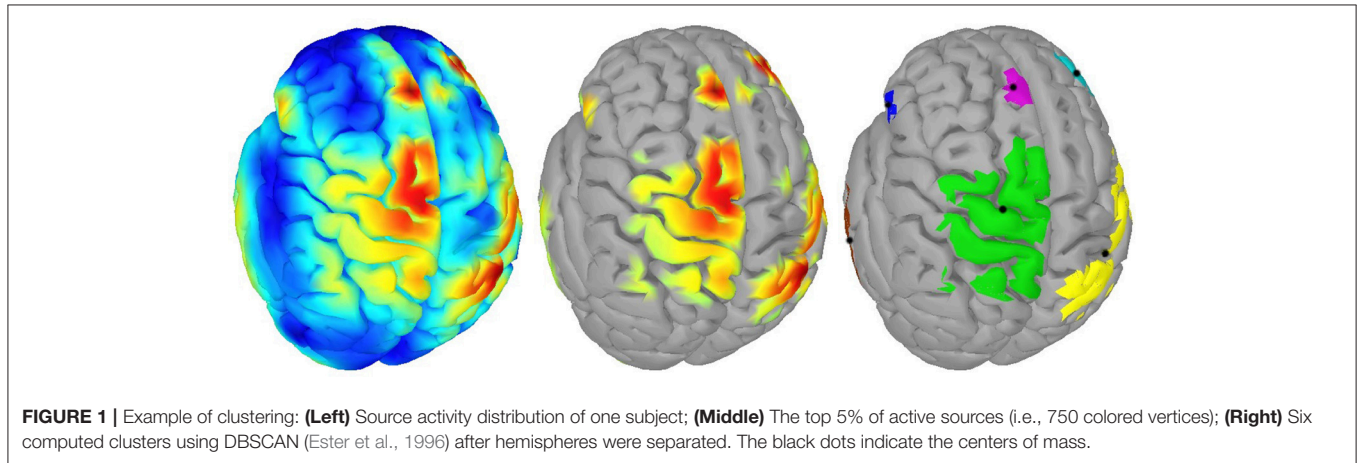 FIGURE 1 | Example of clustering: (Left) Source activity distribution of one subject; (Middle) The top 5% of active sources (i.e., 750 colored vertices); (Right) Six
computed clusters using DBSCAN (Ester et al., 1996) after hemispheres were separated. The black dots indicate the centers of mass.